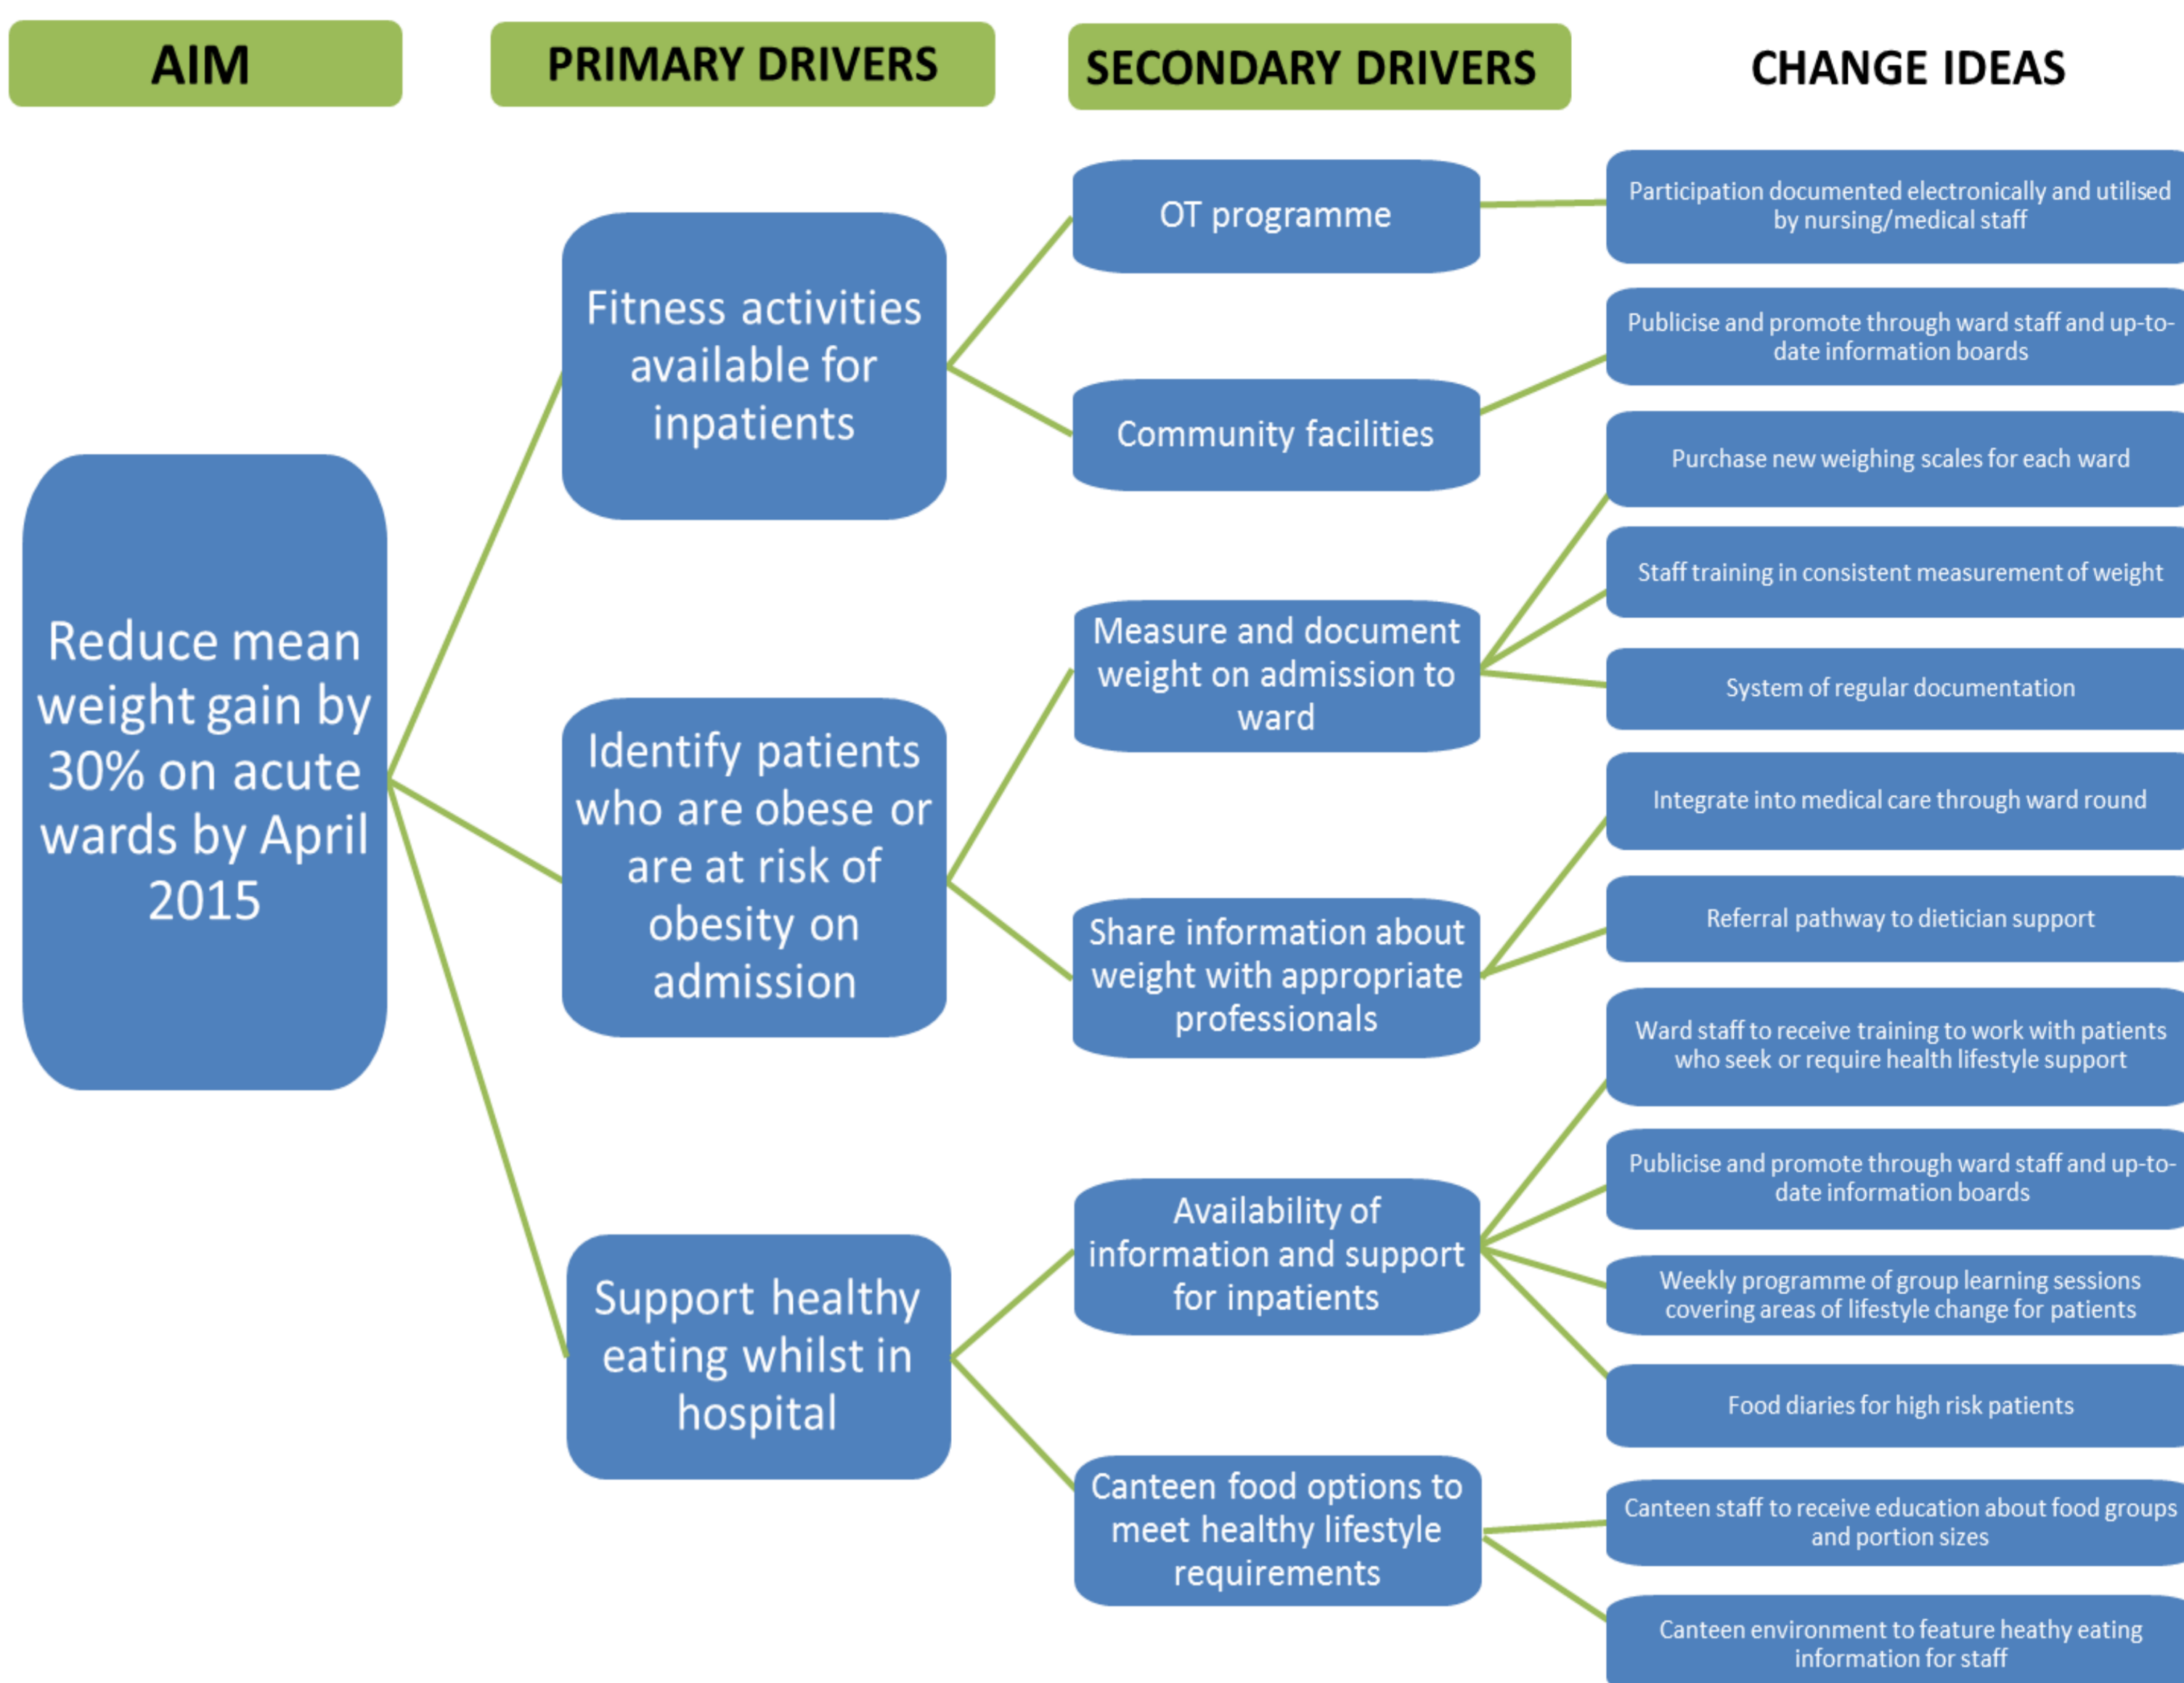 AIM
PRIMARY DRIVERS
SECONDARY DRIVERS
CHANGE IDEAS
Reduce mean
weight gain by
30% on acute
wards by April
2015
Fitness activities
available for
inpatients
Identify patients
who are obese or
are at risk of
obesity on
admission
Support healthy
eating whilst in
hospital
OT programme
Community facilities
Measure and document
weight on admission to
ward
Share information about
weight with appropriate
professionals
Availability of
information and support
for inpatients
Canteen food options to
meet healthy lifestyle
requirements
Participation documented electronically and utilised
by nursing/medical staff
Publicise and promote through ward staff and up-to-
date information boards
Purchase new weighing scales for each ward
Staff training in consistent measurement of weight
System of regular documentation
Integrate into medical care through ward round
Referral pathway to dietician support
Ward staff to receive training to work with patients
who seek or require health lifestyle support
Publicise and promote through ward staff and up-to-
date information boards
Weekly programme of group learning sessions
covering areas of lifestyle change for patients
Food diaries for high risk patients
Canteen staff to receive education about food groups
and portion sizes
Canteen environment to feature heathy eating
information for staff